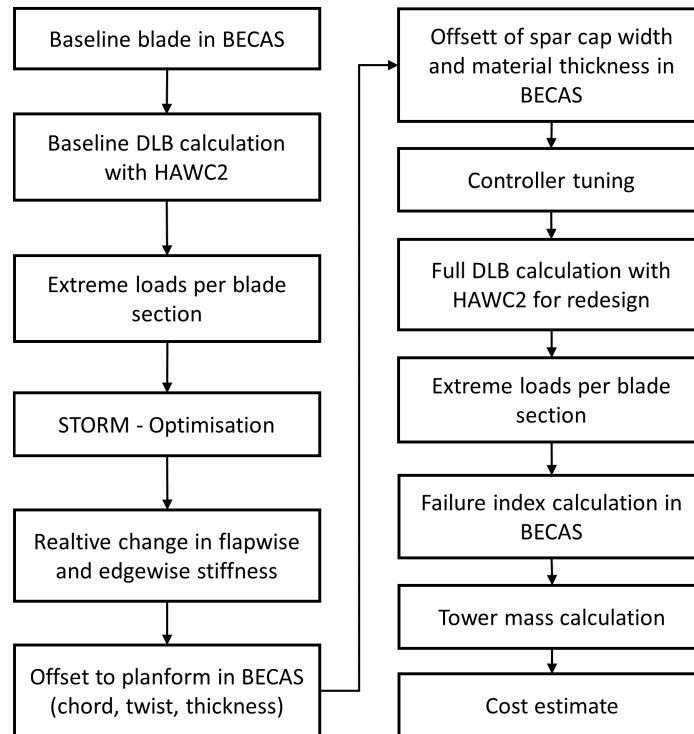 Baseline blade in BECAS
Baseline DLB calculation
with HAWC2
Extreme loads per blade
section
STORM - Optimisation
Realtive change in flapwise
and edgewise stiffness
Offset to planform in BECAS
(chord, twist, thickness)
Offsett of spar cap width
and material thickness in
BECAS
Controller tuning
Full DLB calculation with
HAWC2 for redesign
Extreme loads per blade
section
Failure index calculation in
BECAS
Tower mass calculation
Cost estimate